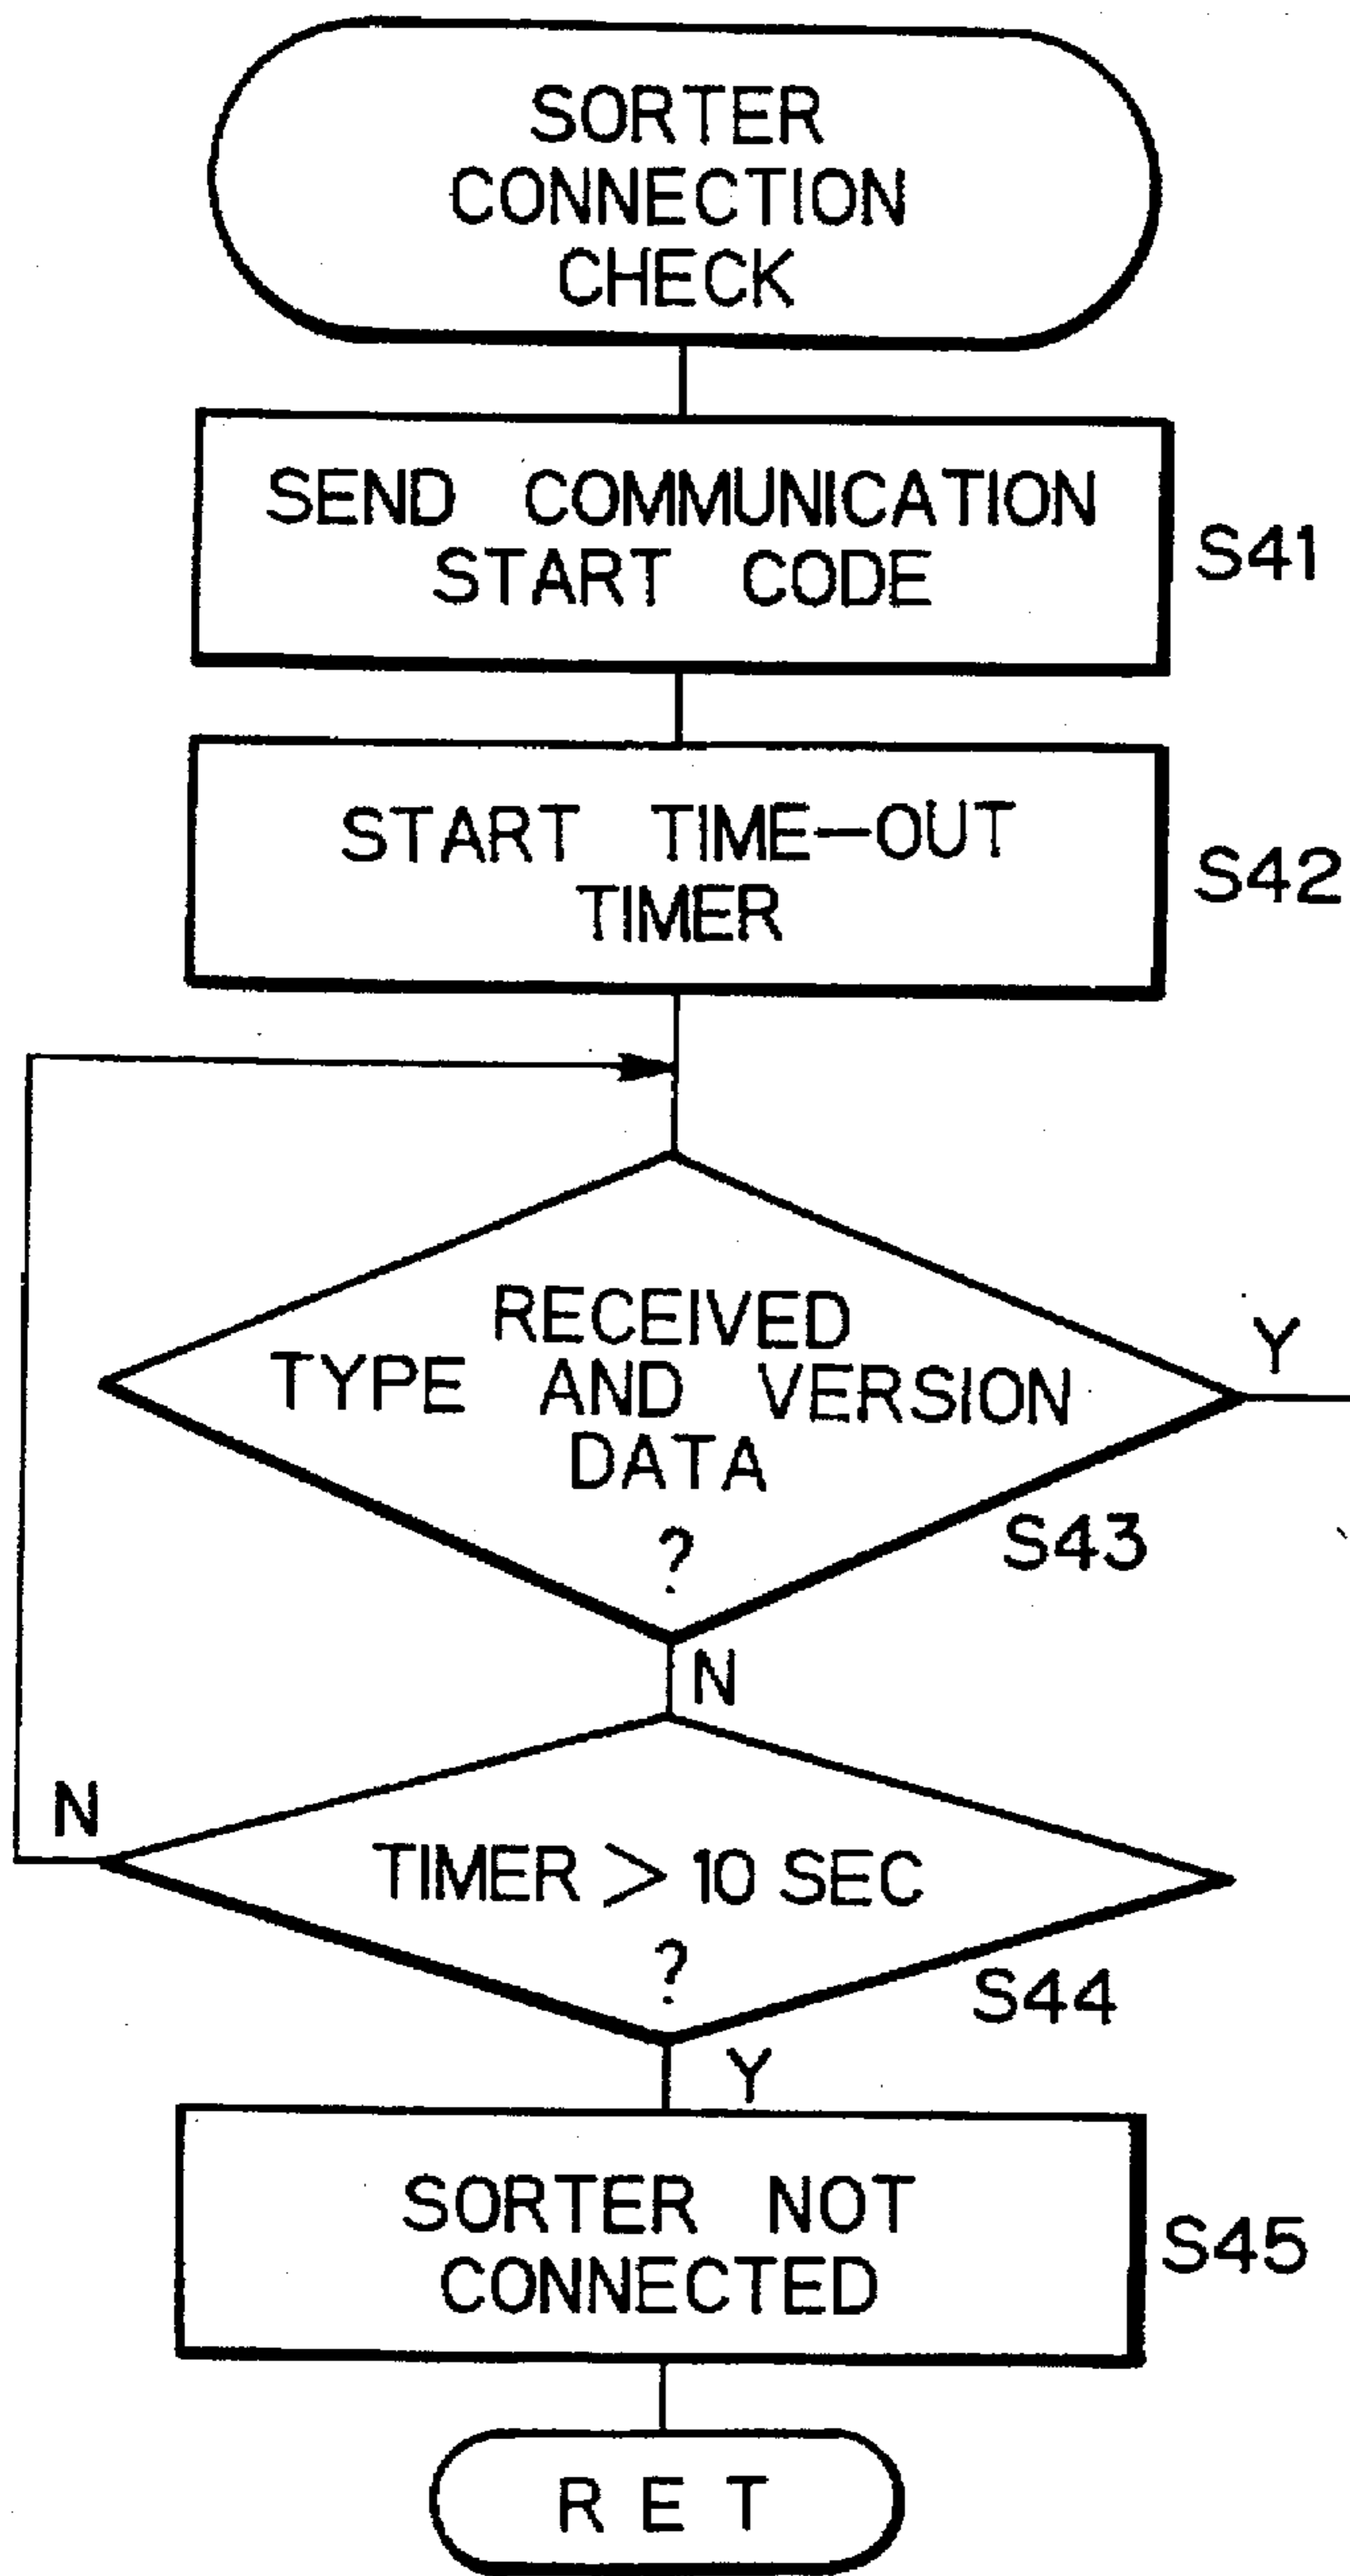 SORTER
CONNECTION
CHECK
SEND COMMUNICATION
START CODE
S41
START TIME-OUT
TIMER
S42
RECEIVED
TYPE AND VERSION
DATA
?
Y
S43
N
N
TIMER > 10 SEC
?
S44
Y
SORTER NOT
CONNECTED
S45
RET